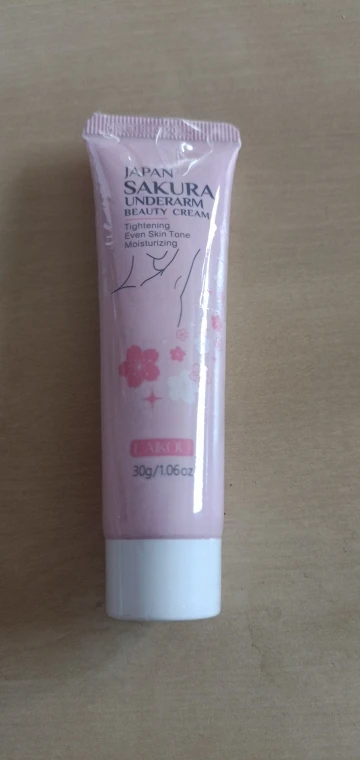 JAPAN
SAKURA
UNDERARM
BEAUTY CREAM
Tightening
Even Skin Tone
Moisturizing
LAIKOU
30g/1.06oz